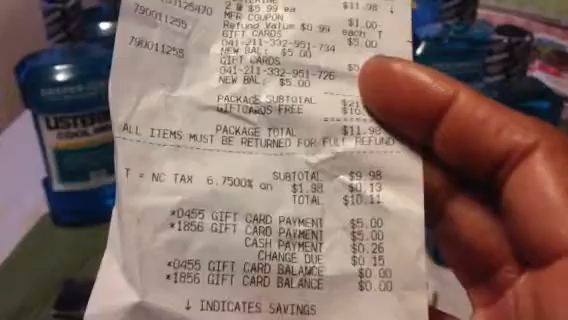 2 @ $5.99 ea $11.98 ↓
MFR COUPON $1.00-
Refund Value $0.99 each T
790011255 GIFT CARDS $5.00
041-211-332-951-734
NEW BAL: $5.00
790011255 GIFT CARDS
041-211-332-951-726
NEW BAL: $5.00
PACKAGE SUBTOTAL
GIFTCARDS FREE
PACKAGE TOTAL $11.98
ALL ITEMS MUST BE RETURNED FOR FULL REFUND
SUBTOTAL $9.98
T = NC TAX 6.7500% on $1.98 $0.13
TOTAL $10.11
*0455 GIFT CARD PAYMENT $5.00
*1856 GIFT CARD PAYMENT $5.00
CASH PAYMENT $0.26
CHANGE DUE $0.15
*0455 GIFT CARD BALANCE $0.00
*1856 GIFT CARD BALANCE $0.00
↓ INDICATES SAVINGS
LISTERINE
COOL MINT